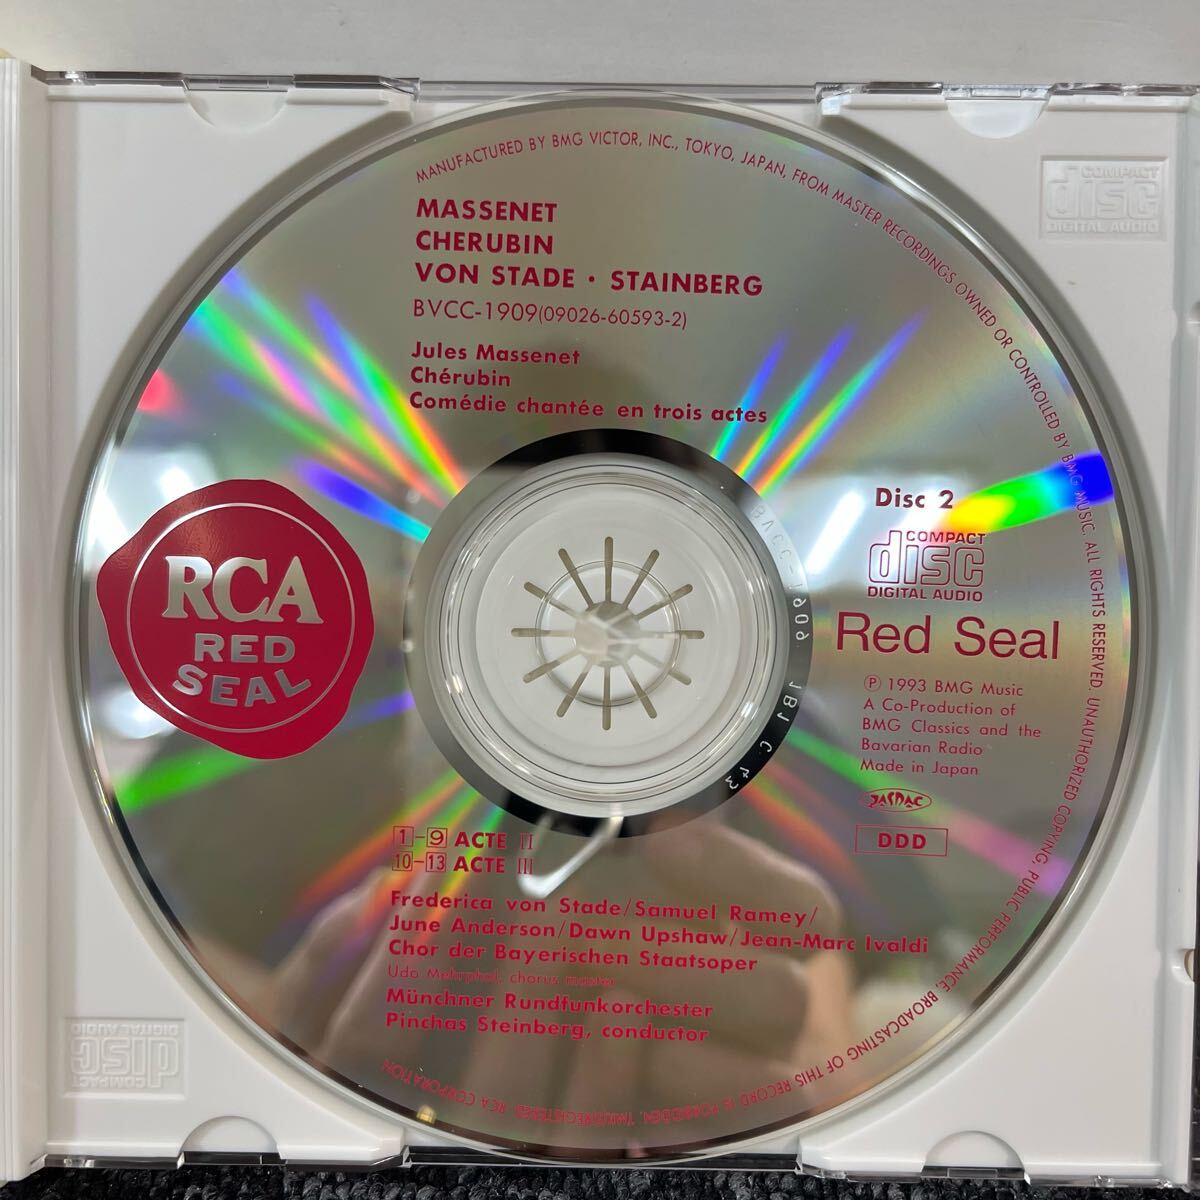 MANUFACTURED BY BMG VICTOR, INC., TOKYO, JAPAN, FROM MASTER RECORDINGS OWNED OR CONTROLLED BY BMG MUSIC. ALL RIGHTS RESERVED. UNAUTHORIZED COPYING, PUBLIC PERFORMANCE, BROADCASTING OF THIS RECORD IS FORBIDDEN. TMK(S)REGISTERED RCA CORPORATION
MASSENET
CHERUBIN
VON STADE · STAINBERG
BVCC-1909(09026-60593-2)
Jules Massenet
Chérubin
Comédie chantée en trois actes
RCA
RED
SEAL
Disc 2
COMPACT
disc
DIGITAL AUDIO
Red Seal
℗ 1993 BMG Music
A Co-Production of
BMG Classics and the
Bavarian Radio
Made in Japan
JASRAC
DDD
1-9 ACTE II
10-13 ACTE III
Frederica von Stade/Samuel Ramey/
June Anderson/Dawn Upshaw/Jean-Marc Ivaldi
Chor der Bayerischen Staatsoper
Udo Mehrpohl, chorus master
Münchner Rundfunkorchester
Pinchas Steinberg, conductor
COMPACT
disc
DIGITAL AUDIO
COMPACT
disc
DIGITAL AUDIO